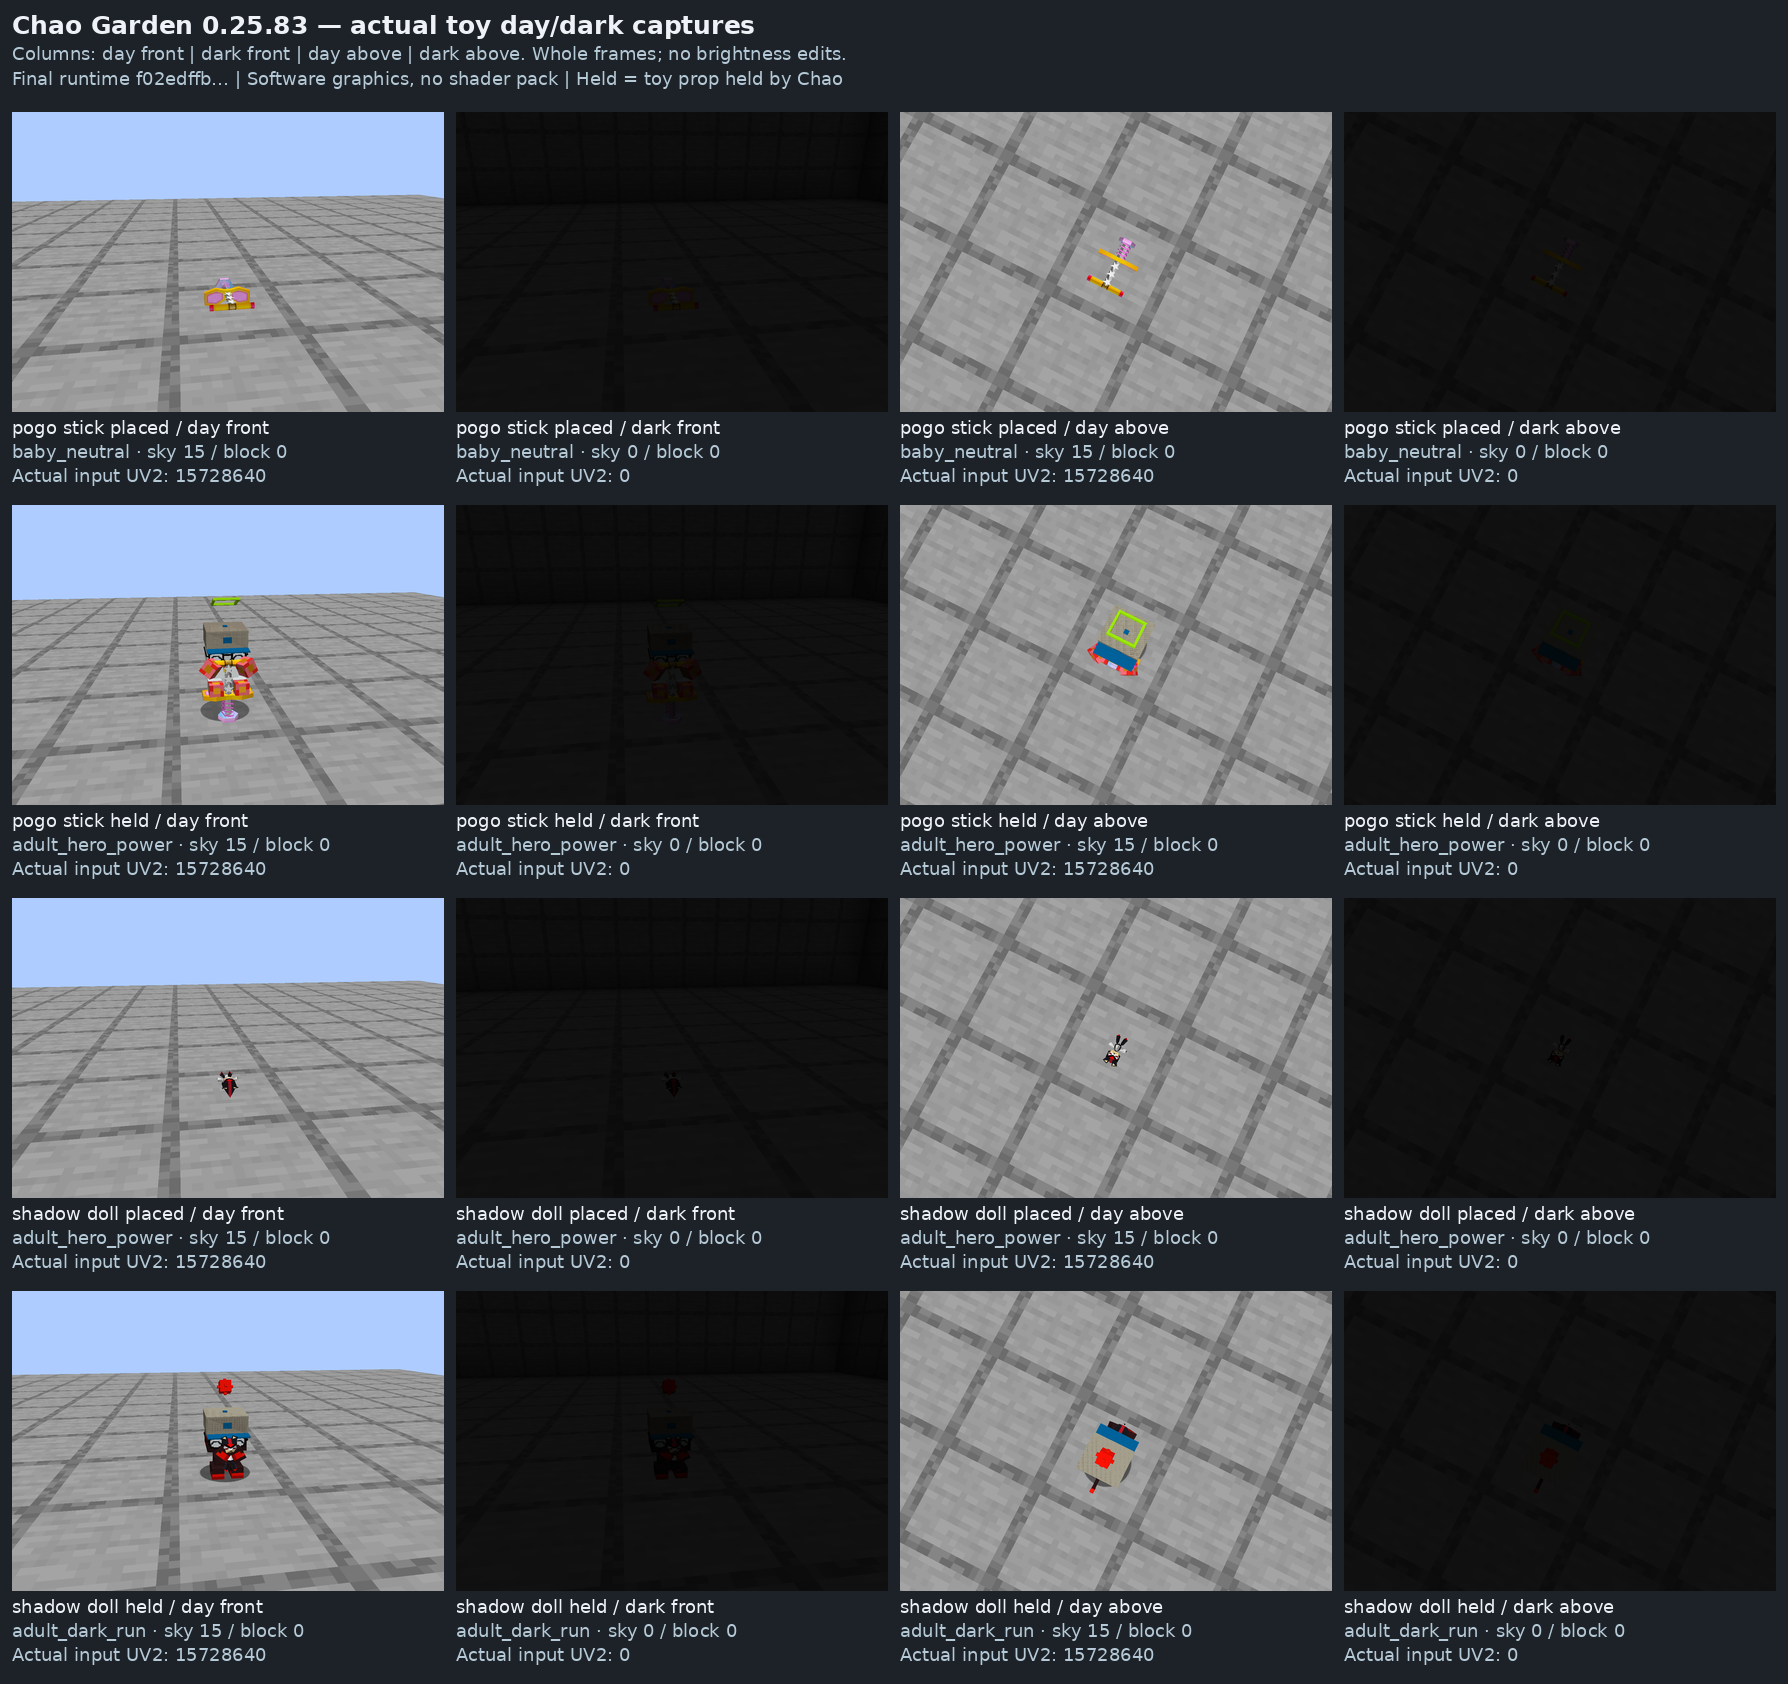 Chao Garden 0.25.83 — actual toy day/dark captures
Columns: day front | dark front | day above | dark above. Whole frames; no brightness edits.
Final runtime f02edffb... | Software graphics, no shader pack | Held = toy prop held by Chao
pogo stick placed / day front
baby_neutral · sky 15 / block 0
Actual input UV2: 15728640
pogo stick placed / dark front
baby_neutral · sky 0 / block 0
Actual input UV2: 0
pogo stick placed / day above
baby_neutral · sky 15 / block 0
Actual input UV2: 15728640
pogo stick placed / dark above
baby_neutral · sky 0 / block 0
Actual input UV2: 0
pogo stick held / day front
adult_hero_power · sky 15 / block 0
Actual input UV2: 15728640
pogo stick held / dark front
adult_hero_power · sky 0 / block 0
Actual input UV2: 0
pogo stick held / day above
adult_hero_power · sky 15 / block 0
Actual input UV2: 15728640
pogo stick held / dark above
adult_hero_power · sky 0 / block 0
Actual input UV2: 0
shadow doll placed / day front
adult_hero_power · sky 15 / block 0
Actual input UV2: 15728640
shadow doll placed / dark front
adult_hero_power · sky 0 / block 0
Actual input UV2: 0
shadow doll placed / day above
adult_hero_power · sky 15 / block 0
Actual input UV2: 15728640
shadow doll placed / dark above
adult_hero_power · sky 0 / block 0
Actual input UV2: 0
shadow doll held / day front
adult_dark_run · sky 15 / block 0
Actual input UV2: 15728640
shadow doll held / dark front
adult_dark_run · sky 0 / block 0
Actual input UV2: 0
shadow doll held / day above
adult_dark_run · sky 15 / block 0
Actual input UV2: 15728640
shadow doll held / dark above
adult_dark_run · sky 0 / block 0
Actual input UV2: 0